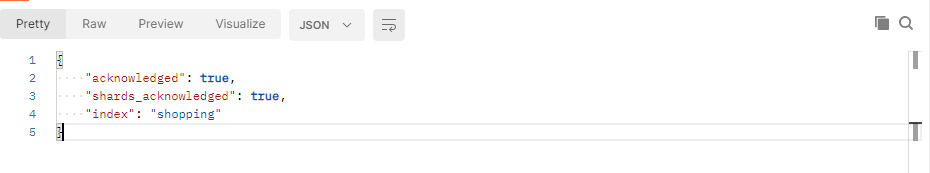 Pretty Raw Preview Visualize JSON
1 {
2 "acknowledged": true,
3 "shards_acknowledged": true,
4 "index": "shopping"
5 }